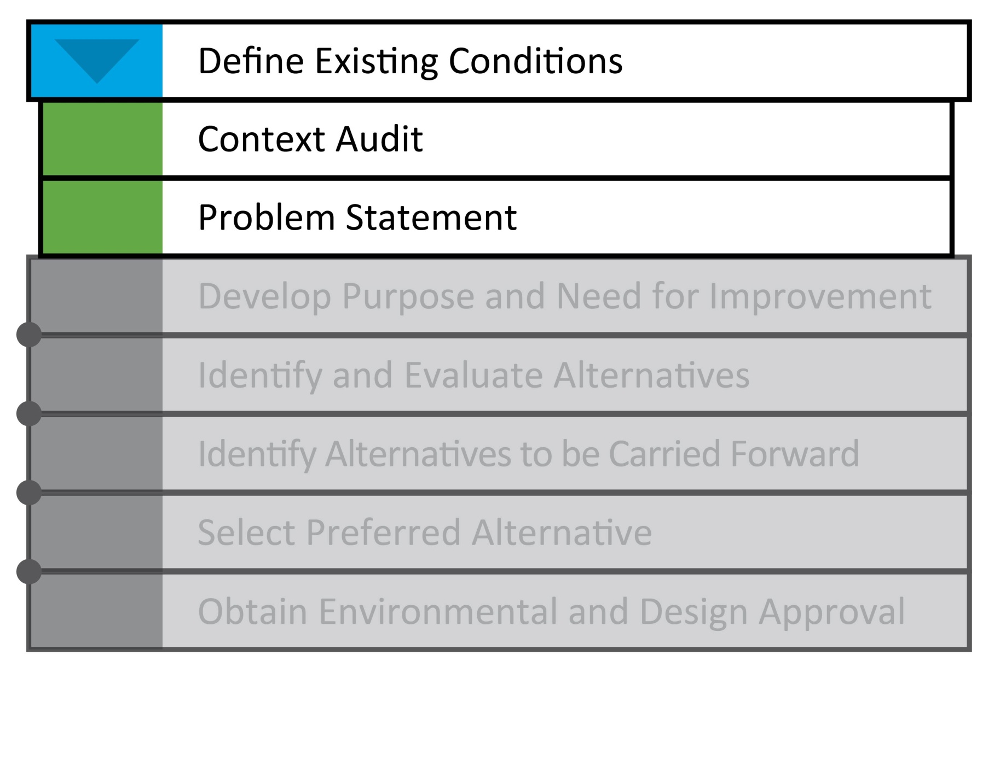 Define Existing Conditions
Context Audit
Problem Statement
Develop Purpose and Need for Improvement
Identify and Evaluate Alternatives
Identify Alternatives to be Carried Forward
Select Preferred Alternative
Obtain Environmental and Design Approval